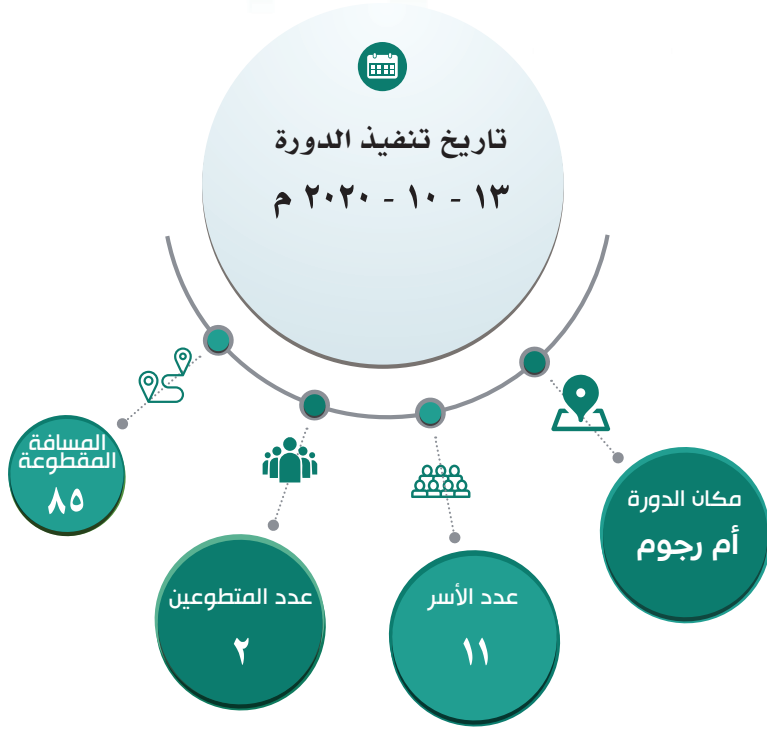 تاريخ تنفيذ الدورة
١٣ - ١٠ - ٢٠٢٠ م
مكان الدورة
أم رجوم
عدد الأسر
١١
عدد المتطوعين
٢
المسافة
المقطوعة
٨٥